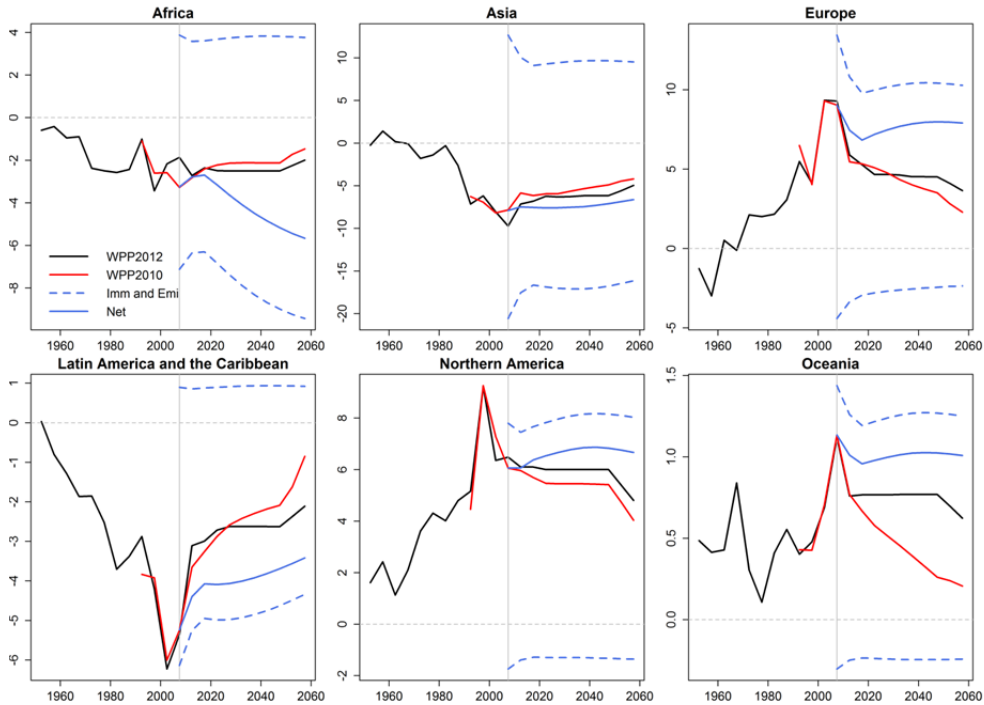 Africa
4
2
0
-2
-4
-6
-8
WPP2012
WPP2010
Imm and Emi
Net
1960 1980 2000 2020 2040 2060
Asia
10
5
0
-5
-10
-15
-20
1960 1980 2000 2020 2040 2060
Europe
10
5
0
-5
1960 1980 2000 2020 2040 2060
Latin America and the Caribbean
1
0
-1
-2
-3
-4
-5
-6
1960 1980 2000 2020 2040 2060
Northern America
8
6
4
2
0
-2
1960 1980 2000 2020 2040 2060
Oceania
1.5
1.0
0.5
0.0
1960 1980 2000 2020 2040 2060